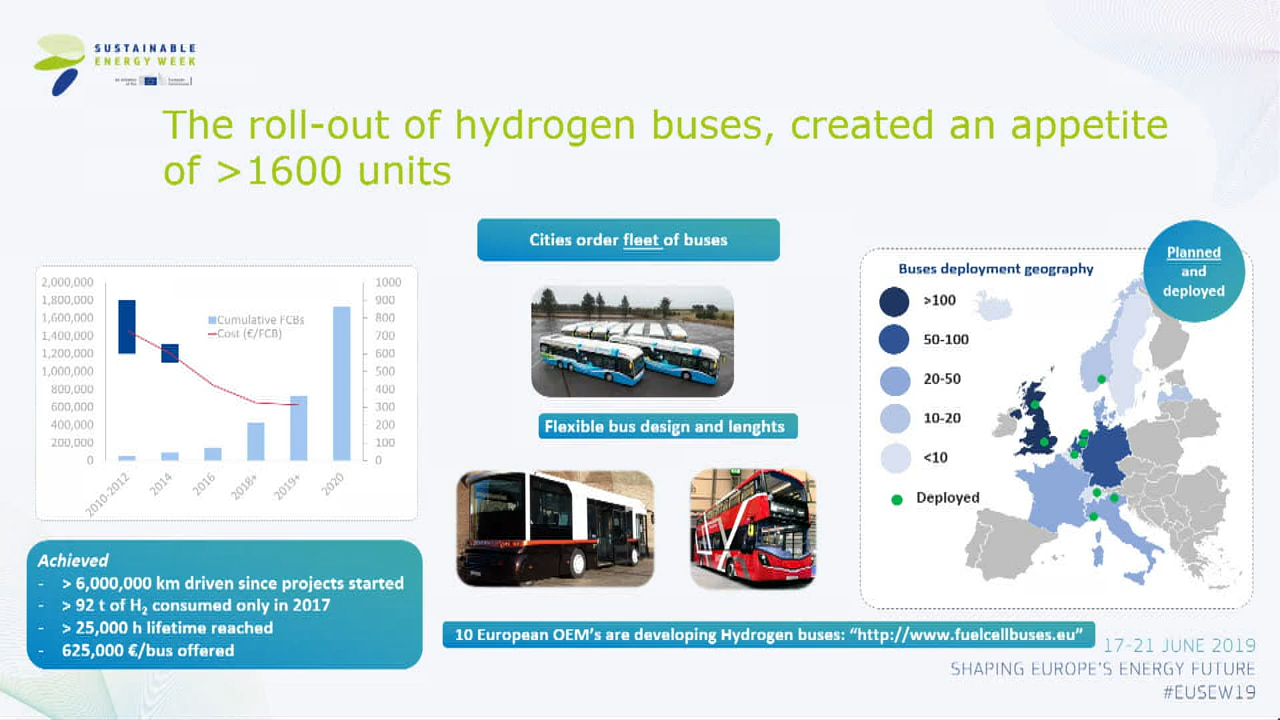 SUSTAINABLE
ENERGY WEEK
The roll-out of hydrogen buses, created an appetite
of >1600 units
Cities order fleet of buses
2,000,000
1,800,000
1,600,000
1,400,000
1,200,000
1,000,000
800,000
600,000
400,000
200,000
0
1000
900
800
700
600
500
400
300
200
100
0
Cumulative FCBs
Cost (€/FCB)
2010-2012
2014
2016
2018+
2019+
2020
Flexible bus design and lenghts
Buses deployment geography
Planned
and
deployed
>100
50-100
20-50
10-20
<10
Deployed
Achieved
- > 6,000,000 km driven since projects started
- > 92 t of H₂ consumed only in 2017
- > 25,000 h lifetime reached
- 625,000 €/bus offered
10 European OEM's are developing Hydrogen buses: "http://www.fuelcellbuses.eu"
17-21 JUNE 2019
SHAPING EUROPE'S ENERGY FUTURE
#EUSEW19